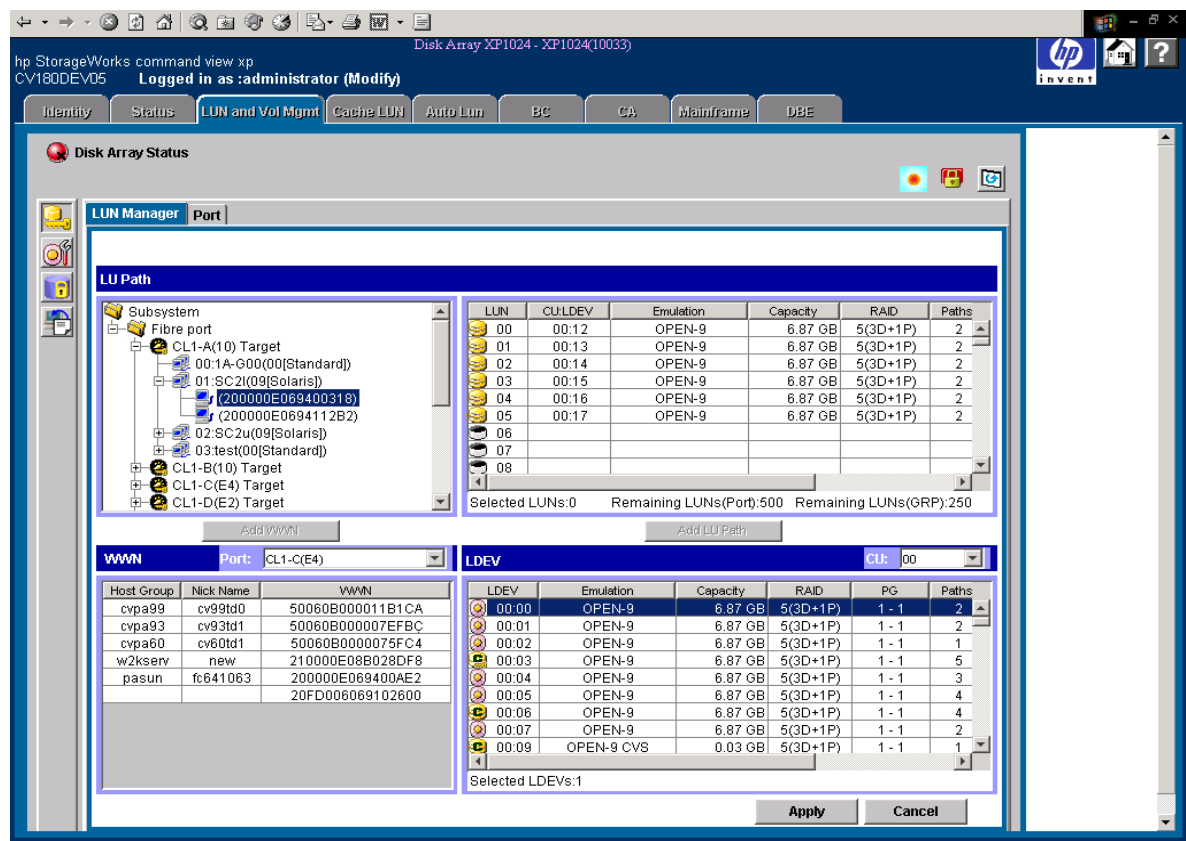 Disk Array XP1024 - XP1024(10033)
hp StorageWorks command view xp
CV180DEV05 Logged in as :administrator (Modify)
hp
invent
?
Identity Status LUN and Vol Mgmt Cache LUN Auto Lun BC CA Mainframe DBE
Disk Array Status
LUN Manager Port
LU Path
Subsystem
Fibre port
CL1-A(10) Target
00:1A-G00(00[Standard])
01:SC2I(09[Solaris])
(200000E069400318)
(200000E0694112B2)
02:SC2u(09[Solaris])
03:test(00[Standard])
CL1-B(10) Target
CL1-C(E4) Target
CL1-D(E2) Target
LUN CU:LDEV Emulation Capacity RAID Paths
00 00:12 OPEN-9 6.87 GB 5(3D+1P) 2
01 00:13 OPEN-9 6.87 GB 5(3D+1P) 2
02 00:14 OPEN-9 6.87 GB 5(3D+1P) 2
03 00:15 OPEN-9 6.87 GB 5(3D+1P) 2
04 00:16 OPEN-9 6.87 GB 5(3D+1P) 2
05 00:17 OPEN-9 6.87 GB 5(3D+1P) 2
06
07
08
Selected LUNs:0 Remaining LUNs(Port):500 Remaining LUNs(GRP):250
Add WWN
Add LU Path
WWN Port: CL1-C(E4)
Host Group Nick Name WWN
cvpa99 cv99td0 50060B000011B1CA
cvpa93 cv93td1 50060B000007EFBC
cvpa60 cv60td1 50060B0000075FC4
w2kserv new 210000E08B028DF8
pasun fc641063 200000E069400AE2
20FD006069102600
LDEV CU: 00
LDEV Emulation Capacity RAID PG Paths
00:00 OPEN-9 6.87 GB 5(3D+1P) 1 - 1 2
00:01 OPEN-9 6.87 GB 5(3D+1P) 1 - 1 2
00:02 OPEN-9 6.87 GB 5(3D+1P) 1 - 1 1
00:03 OPEN-9 6.87 GB 5(3D+1P) 1 - 1 5
00:04 OPEN-9 6.87 GB 5(3D+1P) 1 - 1 3
00:05 OPEN-9 6.87 GB 5(3D+1P) 1 - 1 4
00:06 OPEN-9 6.87 GB 5(3D+1P) 1 - 1 4
00:07 OPEN-9 6.87 GB 5(3D+1P) 1 - 1 2
00:09 OPEN-9 CVS 0.03 GB 5(3D+1P) 1 - 1 1
Selected LDEVs:1
Apply Cancel